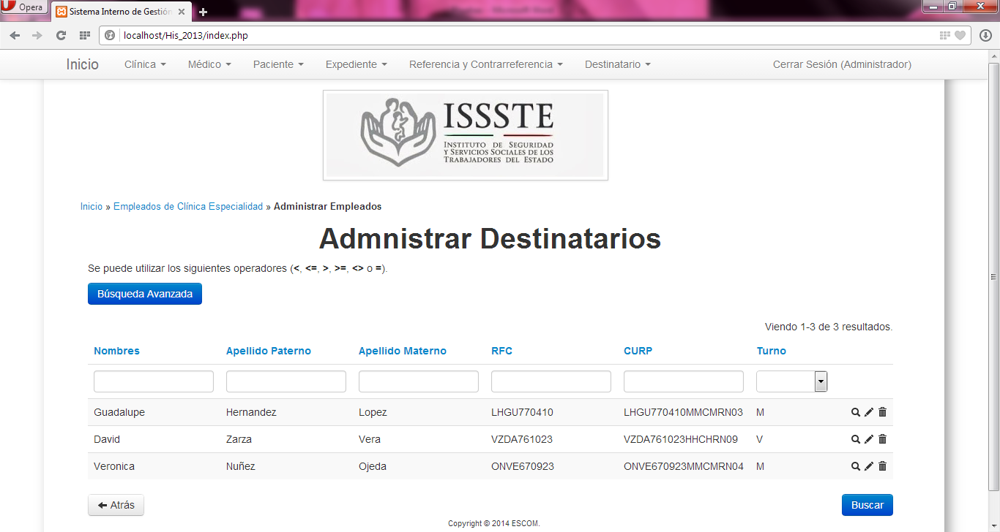 Opera
Sistema Interno de Gestión
localhost/His_2013/index.php
Inicio Clínica Médico Paciente Expediente Referencia y Contrarreferencia Destinatario Cerrar Sesión (Administrador)
ISSSTE
INSTITUTO DE SEGURIDAD
Y SERVICIOS SOCIALES DE LOS
TRABAJADORES DEL ESTADO
Inicio » Empleados de Clínica Especialidad » Administrar Empleados
Admnistrar Destinatarios
Se puede utilizar los siguientes operadores (<, <=, >, >=, <> o =).
Búsqueda Avanzada
Viendo 1-3 de 3 resultados.
Nombres Apellido Paterno Apellido Materno RFC CURP Turno
Guadalupe Hernandez Lopez LHGU770410 LHGU770410MMCMRN03 M
David Zarza Vera VZDA761023 VZDA761023HHCHRN09 V
Veronica Nuñez Ojeda ONVE670923 ONVE670923MMCMRN04 M
Atrás Buscar
Copyright © 2014 ESCOM.